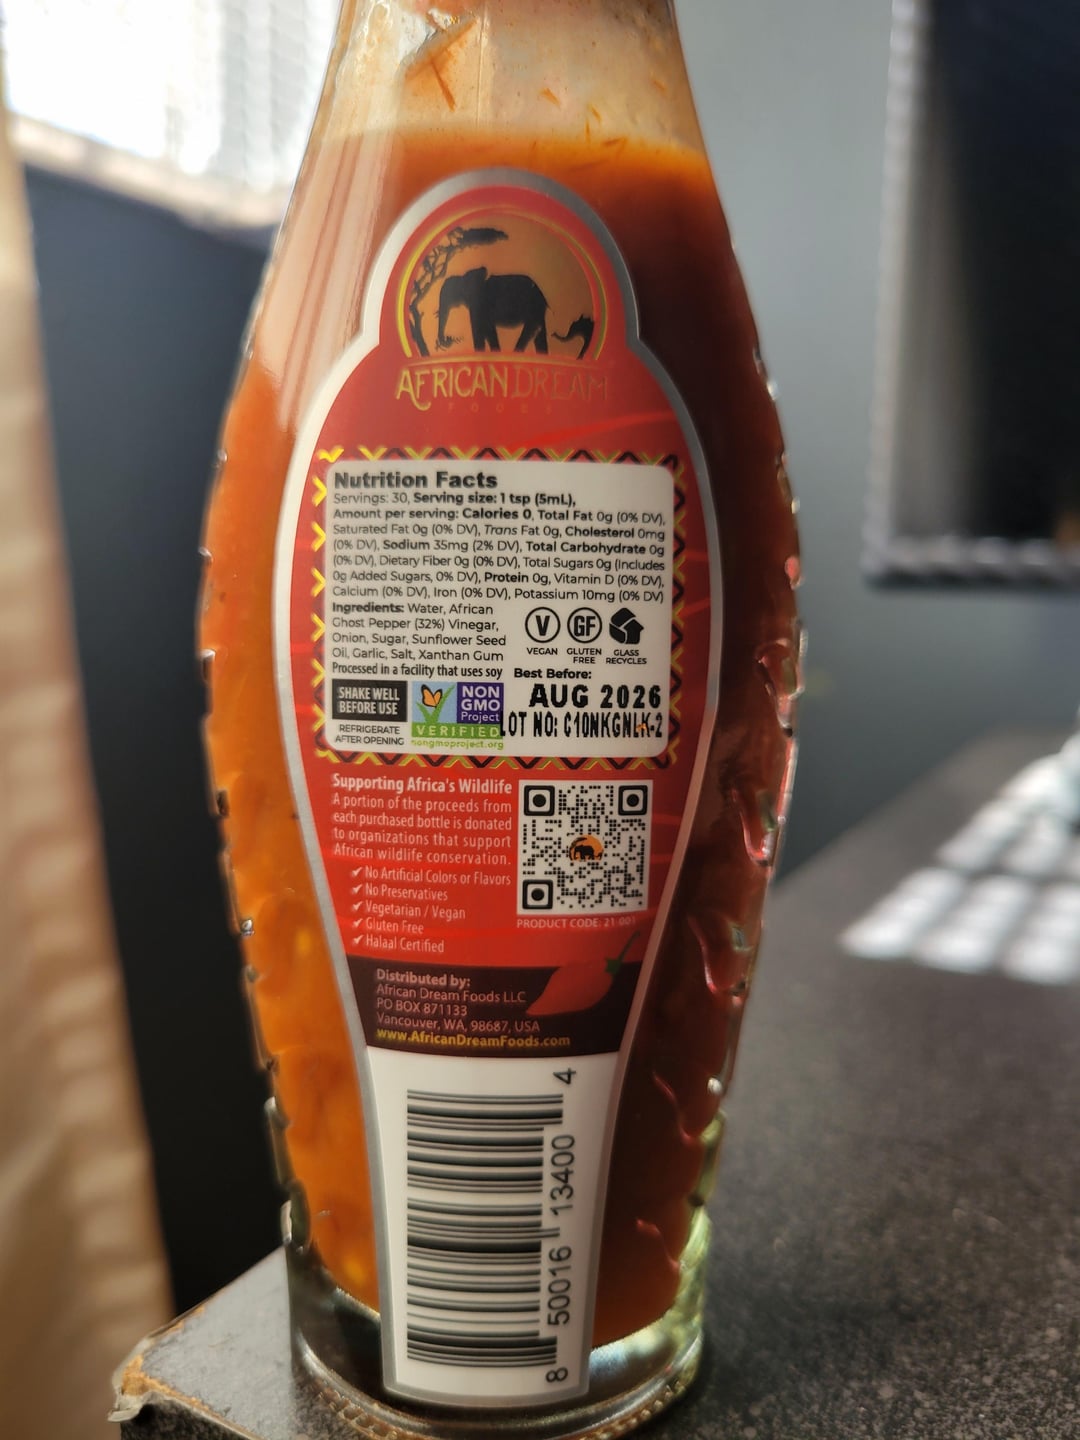 AFRICAN DREAM
FOODS
Nutrition Facts
Servings: 30, Serving size: 1 tsp (5mL),
Amount per serving: Calories 0, Total Fat 0g (0% DV),
Saturated Fat 0g (0% DV), Trans Fat 0g, Cholesterol 0mg
(0% DV), Sodium 35mg (2% DV), Total Carbohydrate 0g
(0% DV), Dietary Fiber 0g (0% DV), Total Sugars 0g (Includes
0g Added Sugars, 0% DV), Protein 0g, Vitamin D (0% DV),
Calcium (0% DV), Iron (0% DV), Potassium 10mg (0% DV)
Ingredients: Water, African
Ghost Pepper (32%) Vinegar,
Onion, Sugar, Sunflower Seed
Oil, Garlic, Salt, Xanthan Gum
Processed in a facility that uses soy
V
VEGAN
GF
GLUTEN
FREE
GLASS
RECYCLES
Best Before:
AUG 2026
LOT NO: C10NKGNLK-2
SHAKE WELL
BEFORE USE
REFRIGERATE
AFTER OPENING
NON
GMO
Project
VERIFIED
nongmoproject.org
Supporting Africa's Wildlife
A portion of the proceeds from
each purchased bottle is donated
to organizations that support
African wildlife conservation.
✓ No Artificial Colors or Flavors
✓ No Preservatives
✓ Vegetarian / Vegan
✓ Gluten Free
✓ Halaal Certified
PRODUCT CODE: 21 001
Distributed by:
African Dream Foods LLC
PO BOX 871133
Vancouver, WA, 98687, USA
www.AfricanDreamFoods.com
8 50016 13400 4